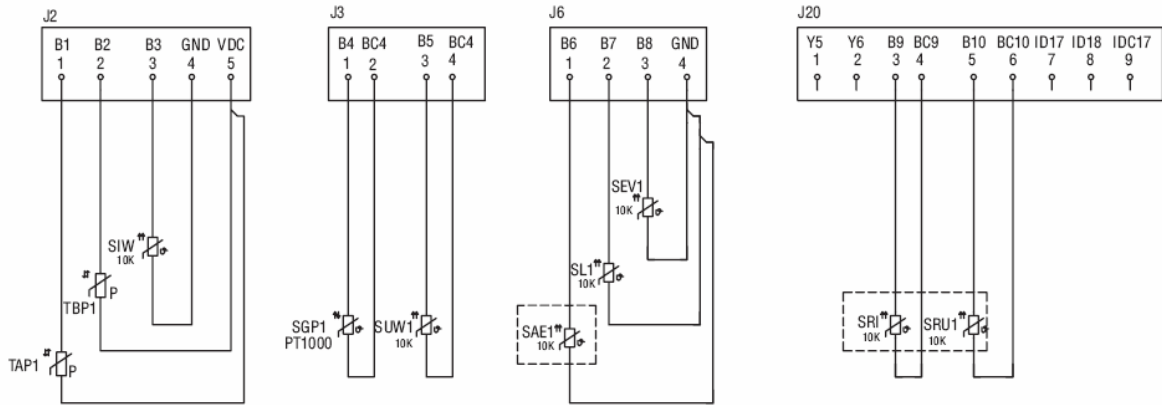 J2
B1 B2 B3 GND VDC
1 2 3 4 5
SIW
10K
TBP1
P
TAP1
P
J3
B4 BC4 B5 BC4
1 2 3 4
SGP1
PT1000
SUW1
10K
J6
B6 B7 B8 GND
1 2 3 4
SEV1
10K
SL1
10K
SAE1
10K
J20
Y5 Y6 B9 BC9 B10 BC10 ID17 ID18 IDC17
1 2 3 4 5 6 7 8 9
SRI
10K
SRU1
10K